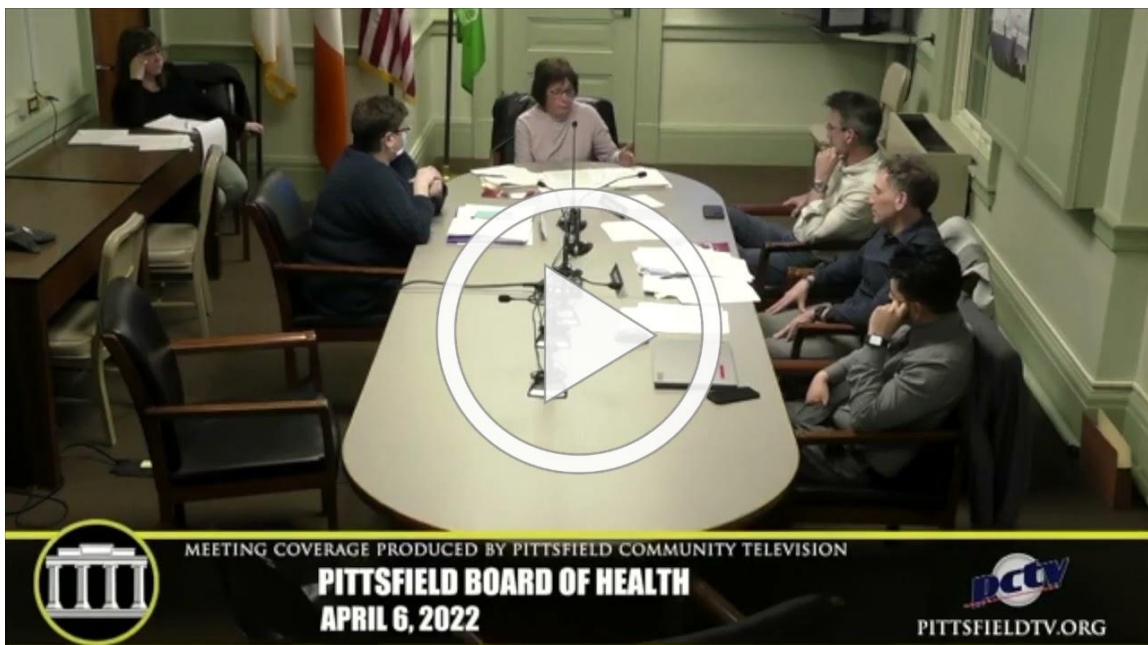 MEETING COVERAGE PRODUCED BY PITTSFIELD COMMUNITY TELEVISION
PITTSFIELD BOARD OF HEALTH
APRIL 6, 2022
pctv
PITTSFIELDTV.ORG